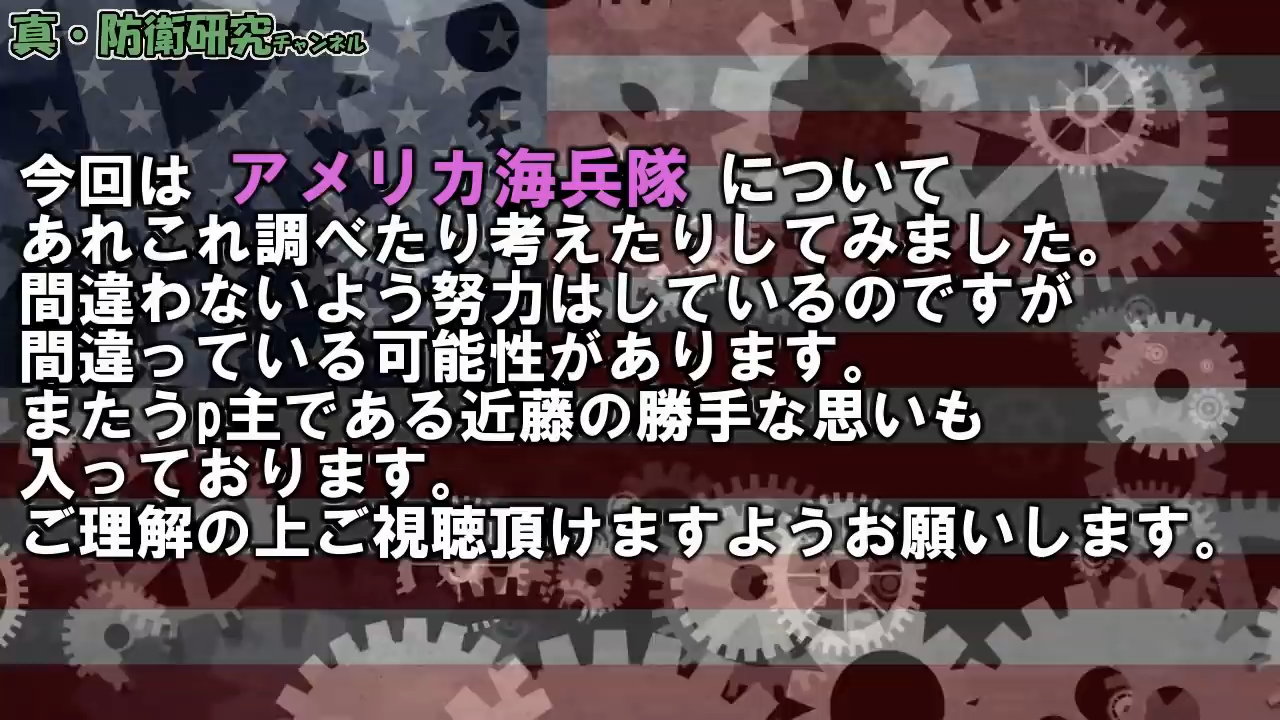 真・防衛研究チャンネル
今回は アメリカ海兵隊 について
あれこれ調べたり考えたりしてみました。
間違わないよう努力はしているのですが
間違っている可能性があります。
またうp主である近藤の勝手な思いも
入っております。
ご理解の上ご視聴頂けますようお願いします。